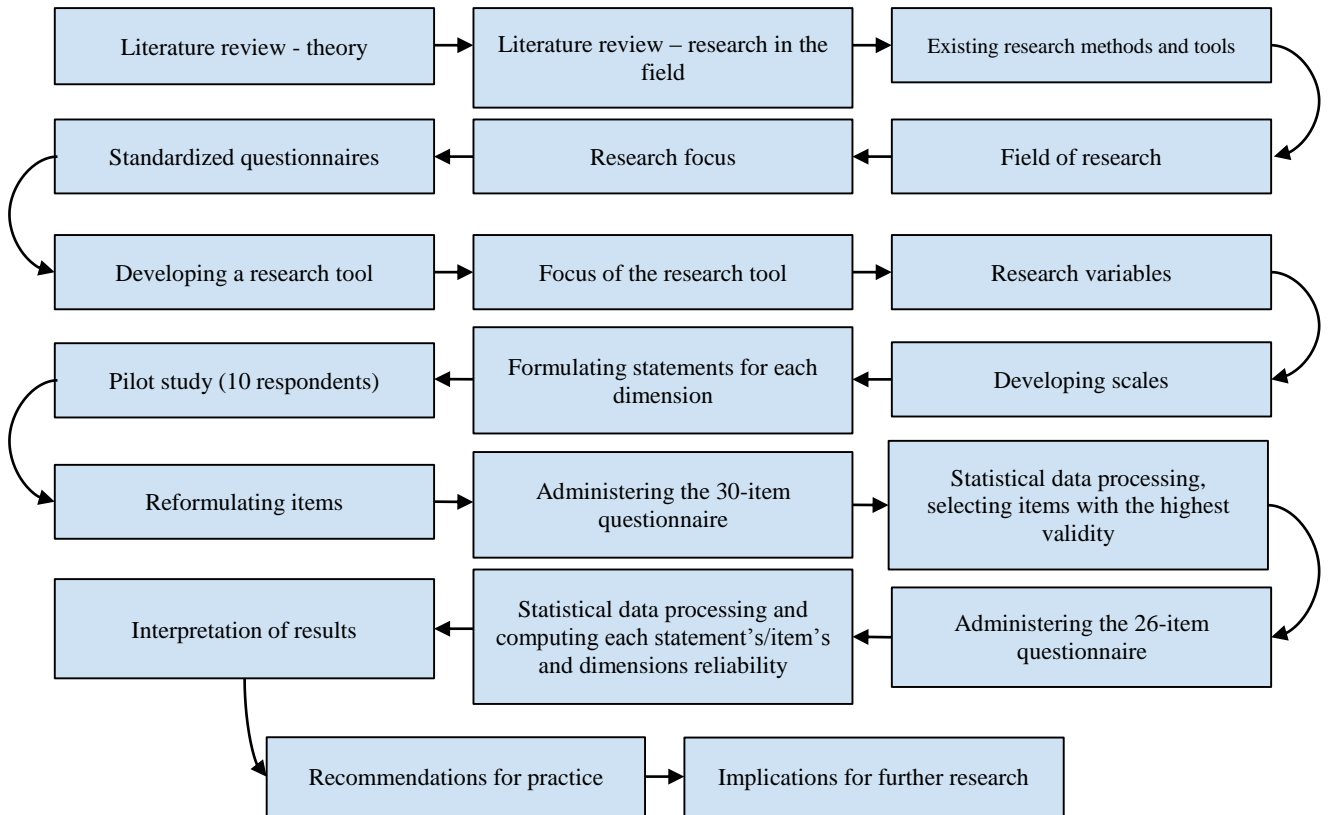 Literature review - theory
Literature review – research in the
field
Existing research methods and tools
Standardized questionnaires
Research focus
Field of research
Developing a research tool
Focus of the research tool
Research variables
Pilot study (10 respondents)
Formulating statements for each
dimension
Developing scales
Reformulating items
Administering the 30-item
questionnaire
Statistical data processing,
selecting items with the highest
validity
Interpretation of results
Statistical data processing and
computing each statement’s/item’s
and dimensions reliability
Administering the 26-item
questionnaire
Recommendations for practice
Implications for further research